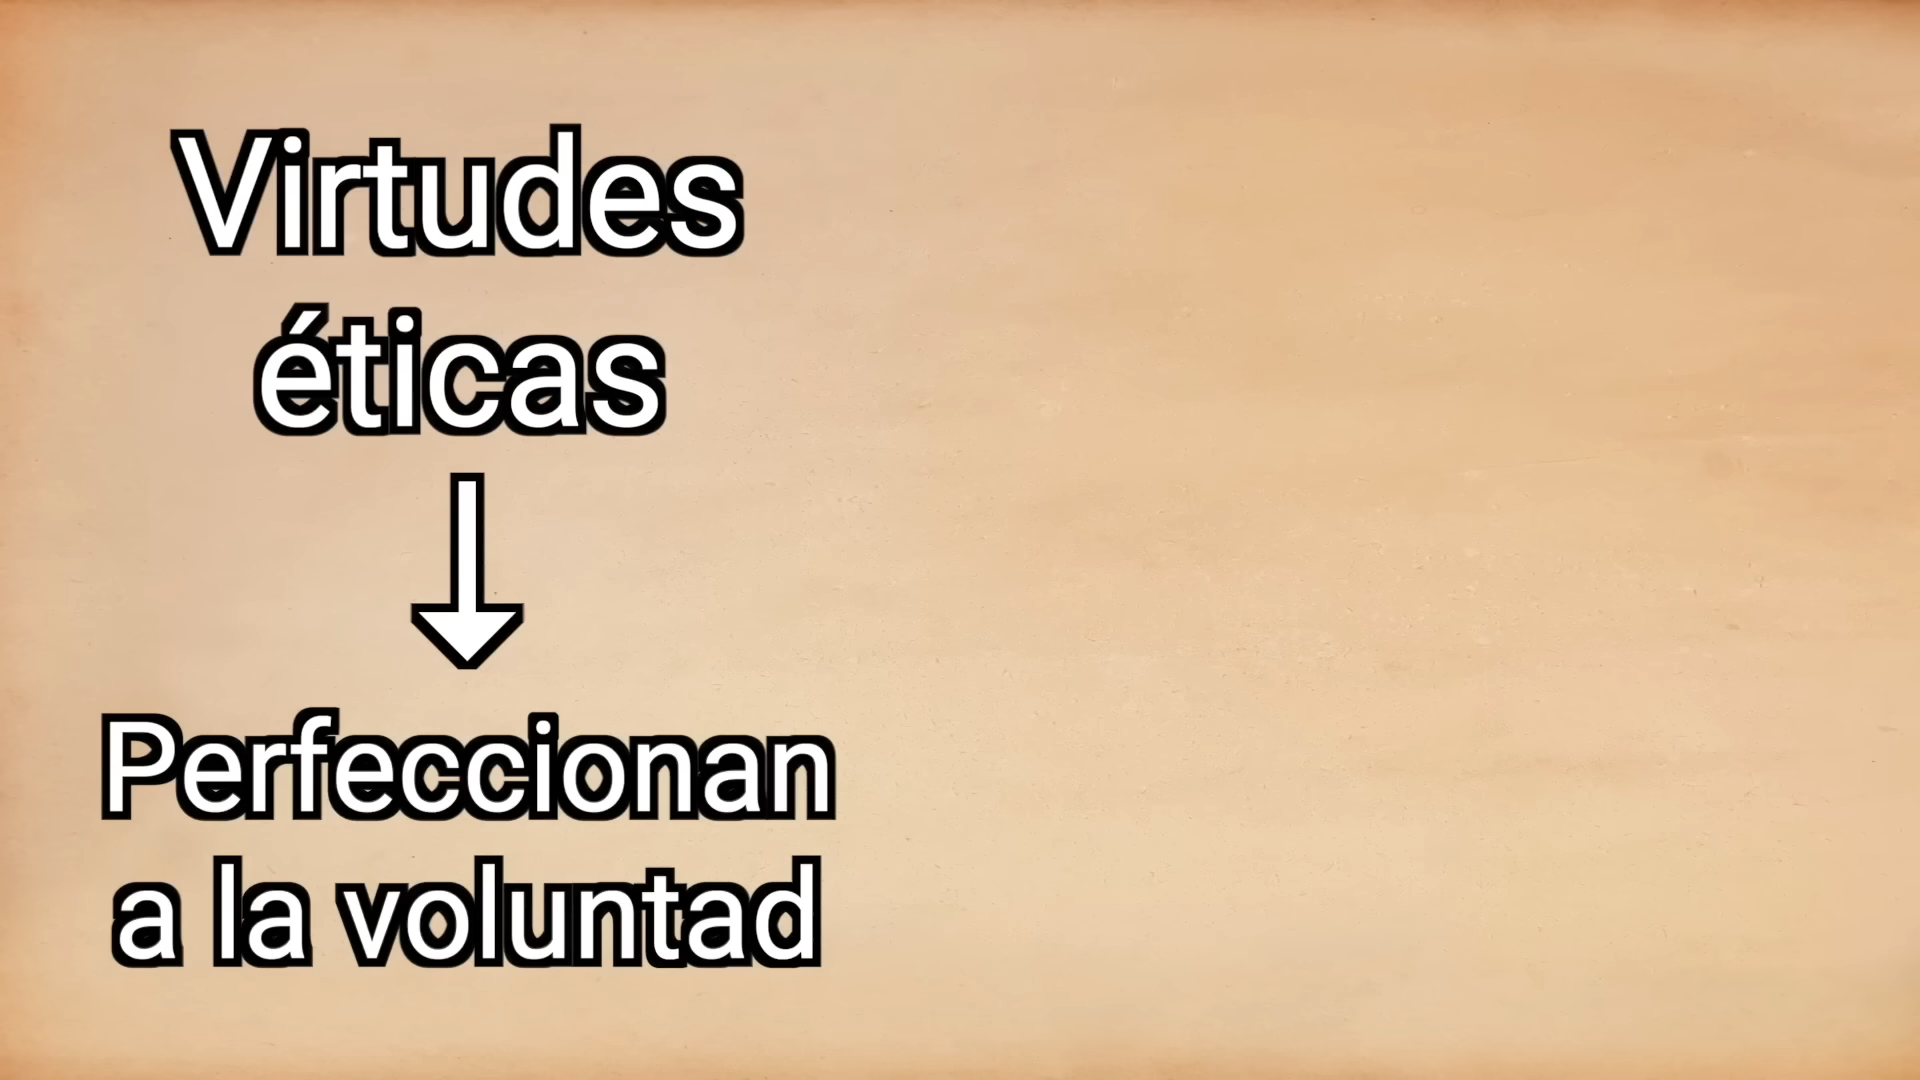 Virtudes
éticas
Perfeccionan
a la voluntad